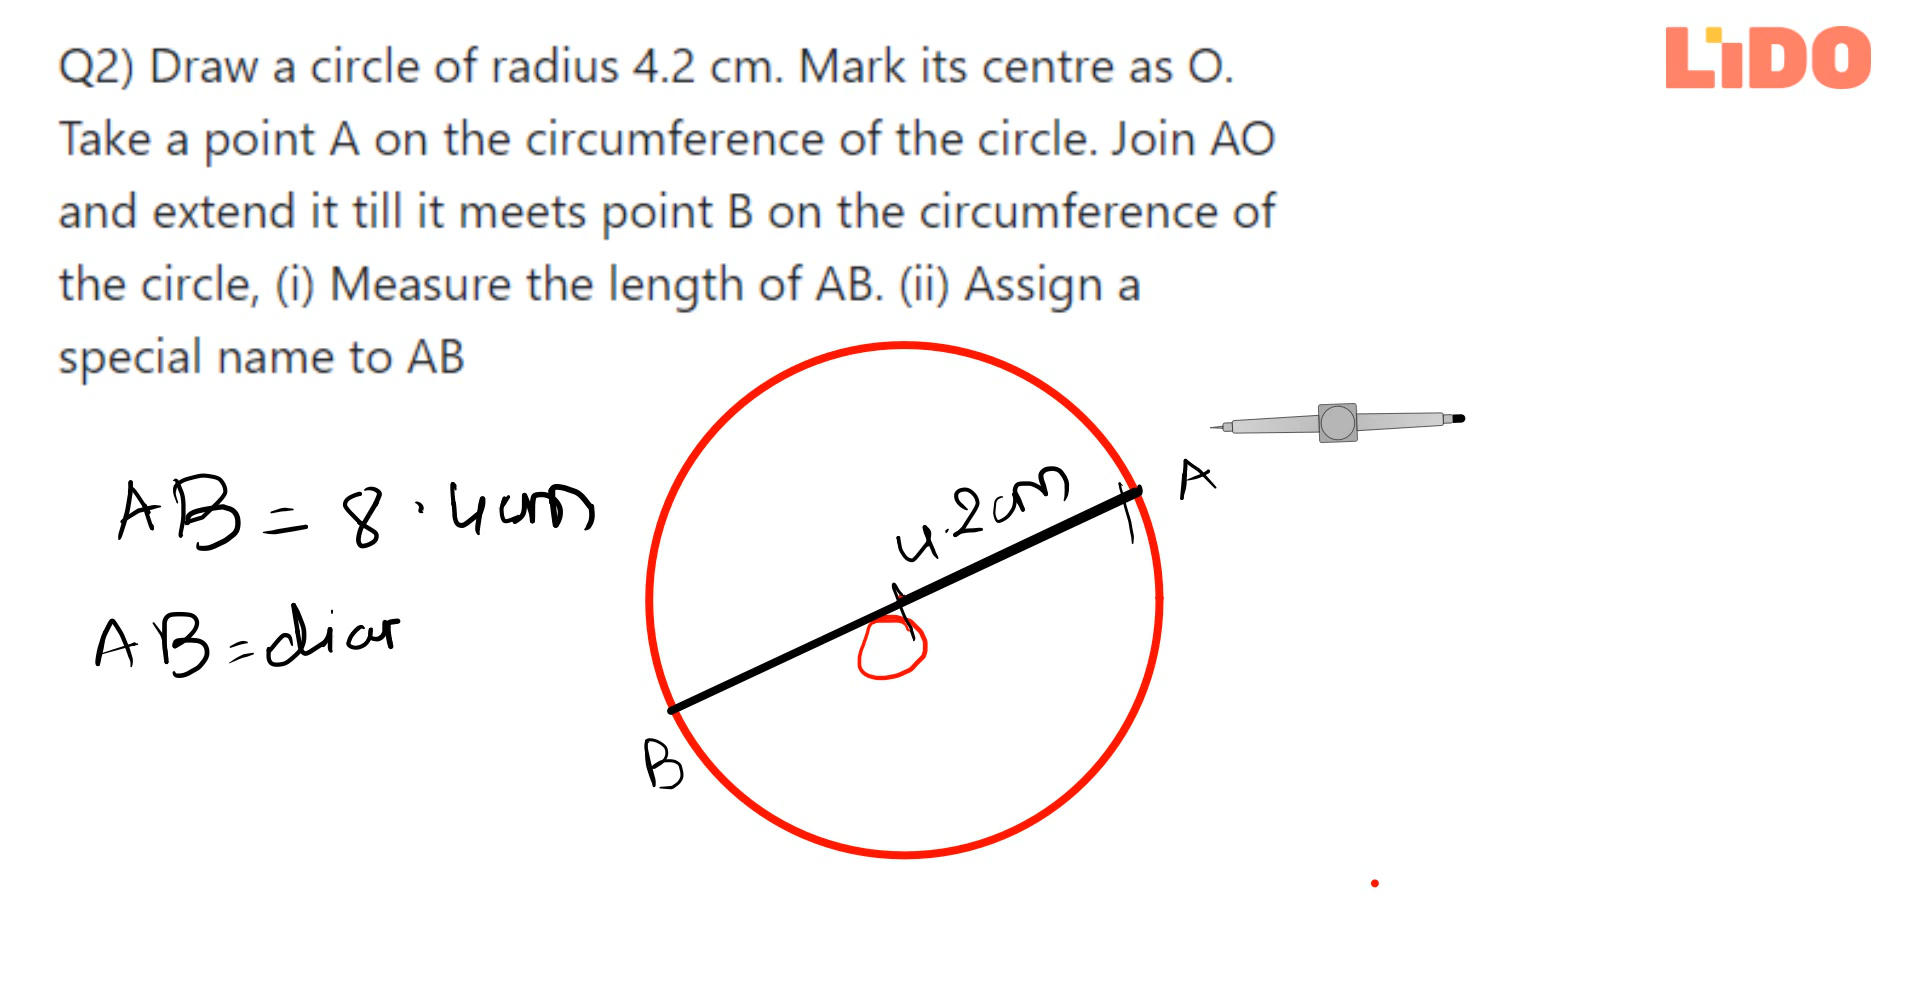 LiDO
Q2) Draw a circle of radius 4.2 cm. Mark its centre as O.
Take a point A on the circumference of the circle. Join AO
and extend it till it meets point B on the circumference of
the circle, (i) Measure the length of AB. (ii) Assign a
special name to AB
A
4.2cm
AB = 8.4cm
O
AB = diar
B